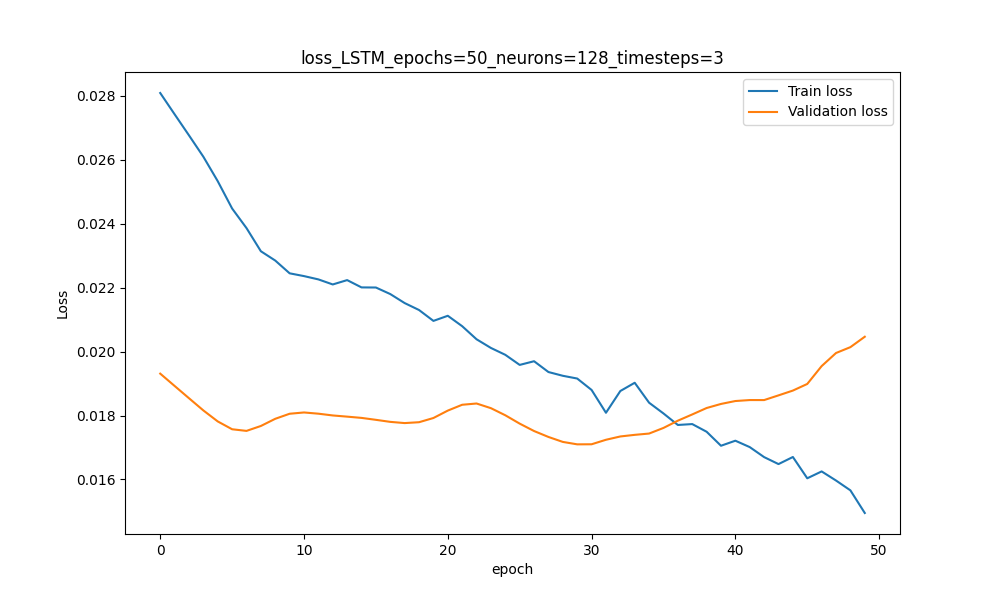 loss_LSTM_epochs=50_neurons=128_timesteps=3
Train loss
Validation loss
0.028
0.026
0.024
0.022
0.020
0.018
0.016
Loss
0 10 20 30 40 50
epoch